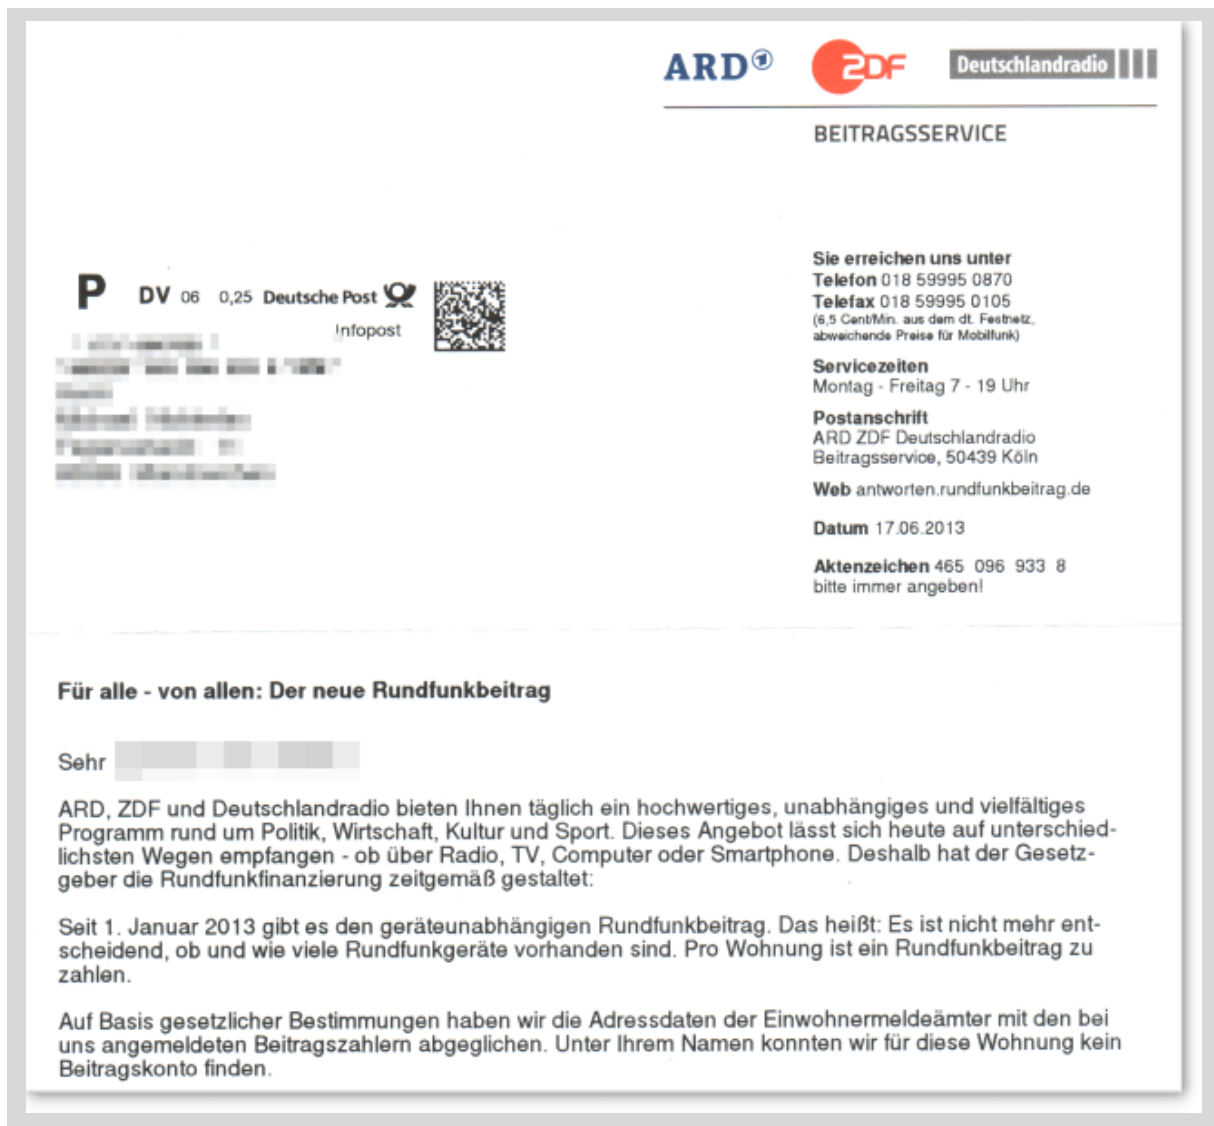 ARD
ZDF
Deutschlandradio
BEITRAGSSERVICE
P DV 06 0,25 Deutsche Post
Infopost
Sie erreichen uns unter
Telefon 018 59995 0870
Telefax 018 59995 0105
(6,5 Cent/Min. aus dem dt. Festnetz,
abweichende Preise für Mobilfunk)
Servicezeiten
Montag - Freitag 7 - 19 Uhr
Postanschrift
ARD ZDF Deutschlandradio
Beitragsservice, 50439 Köln
Web antworten.rundfunkbeitrag.de
Datum 17.06.2013
Aktenzeichen 465 096 933 8
bitte immer angeben!
Für alle - von allen: Der neue Rundfunkbeitrag
Sehr
ARD, ZDF und Deutschlandradio bieten Ihnen täglich ein hochwertiges, unabhängiges und vielfältiges
Programm rund um Politik, Wirtschaft, Kultur und Sport. Dieses Angebot lässt sich heute auf unterschied-
lichsten Wegen empfangen - ob über Radio, TV, Computer oder Smartphone. Deshalb hat der Gesetz-
geber die Rundfunkfinanzierung zeitgemäß gestaltet:
Seit 1. Januar 2013 gibt es den geräteunabhängigen Rundfunkbeitrag. Das heißt: Es ist nicht mehr ent-
scheidend, ob und wie viele Rundfunkgeräte vorhanden sind. Pro Wohnung ist ein Rundfunkbeitrag zu
zahlen.
Auf Basis gesetzlicher Bestimmungen haben wir die Adressdaten der Einwohnermeldeämter mit den bei
uns angemeldeten Beitragszahlern abgeglichen. Unter Ihrem Namen konnten wir für diese Wohnung kein
Beitragskonto finden.